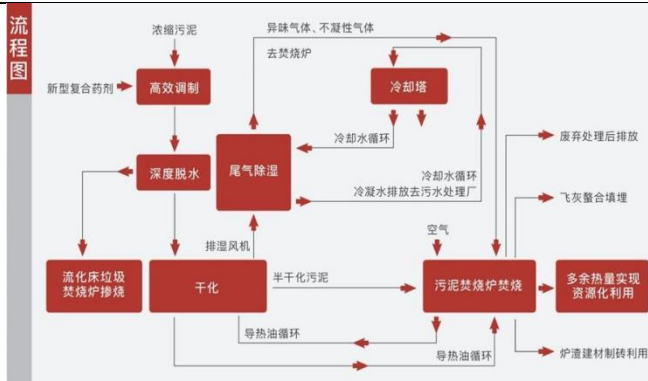 流程图
浓缩污泥
新型复合药剂
高效调制
深度脱水
流化床垃圾
焚烧炉掺烧
异味气体、不凝性气体
去焚烧炉
冷却塔
冷却水循环
尾气除湿
冷却水循环
冷凝水排放去污水处理厂
排湿风机
干化
半干化污泥
空气
污泥焚烧炉焚烧
导热油循环
导热油循环
废弃处理后排放
飞灰螯合填埋
多余热量实现
资源化利用
炉渣建材制砖利用